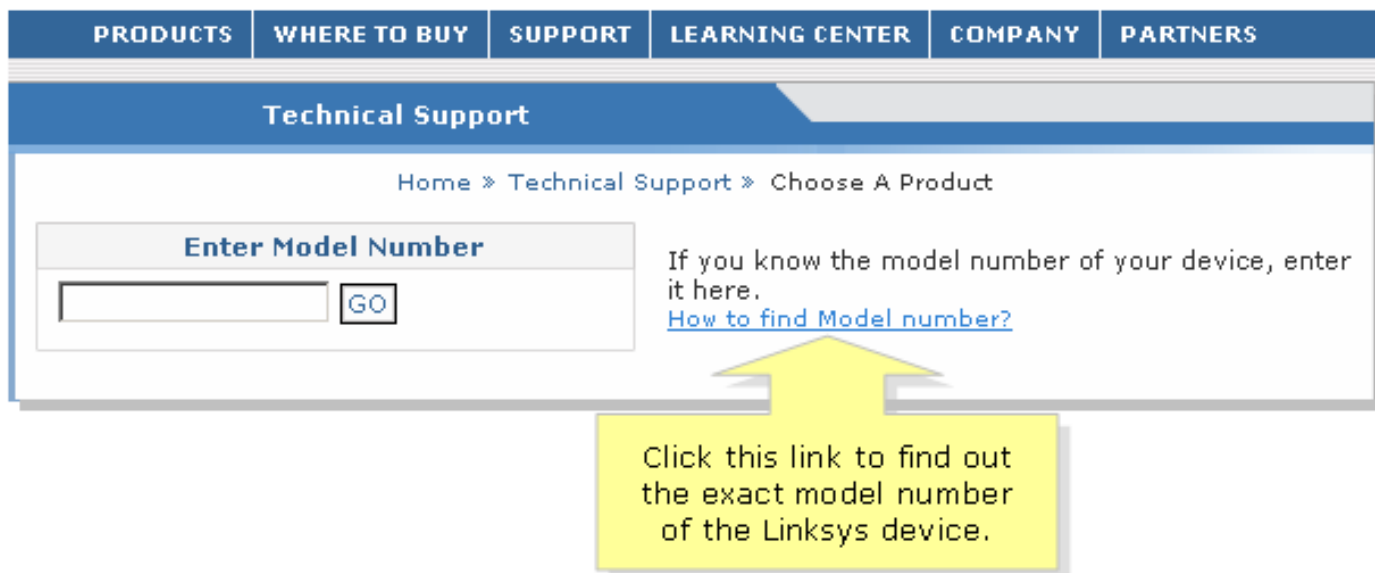 PRODUCTS WHERE TO BUY SUPPORT LEARNING CENTER COMPANY PARTNERS
Technical Support
Home » Technical Support » Choose A Product
Enter Model Number
GO
If you know the model number of your device, enter
it here.
How to find Model number?
Click this link to find out
the exact model number
of the Linksys device.